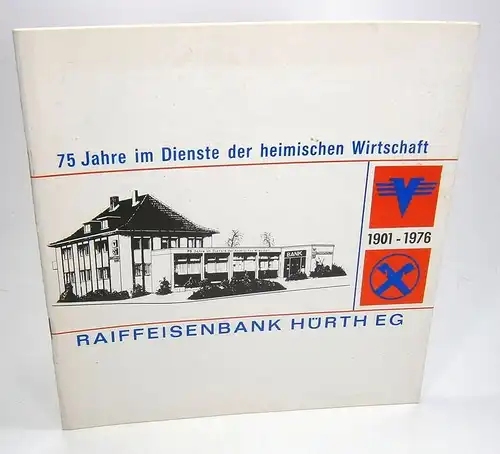 75 Jahre im Dienste der heimischen Wirtschaft
1901 - 1976
BANK
RAIFFEISENBANK HÜRTH EG